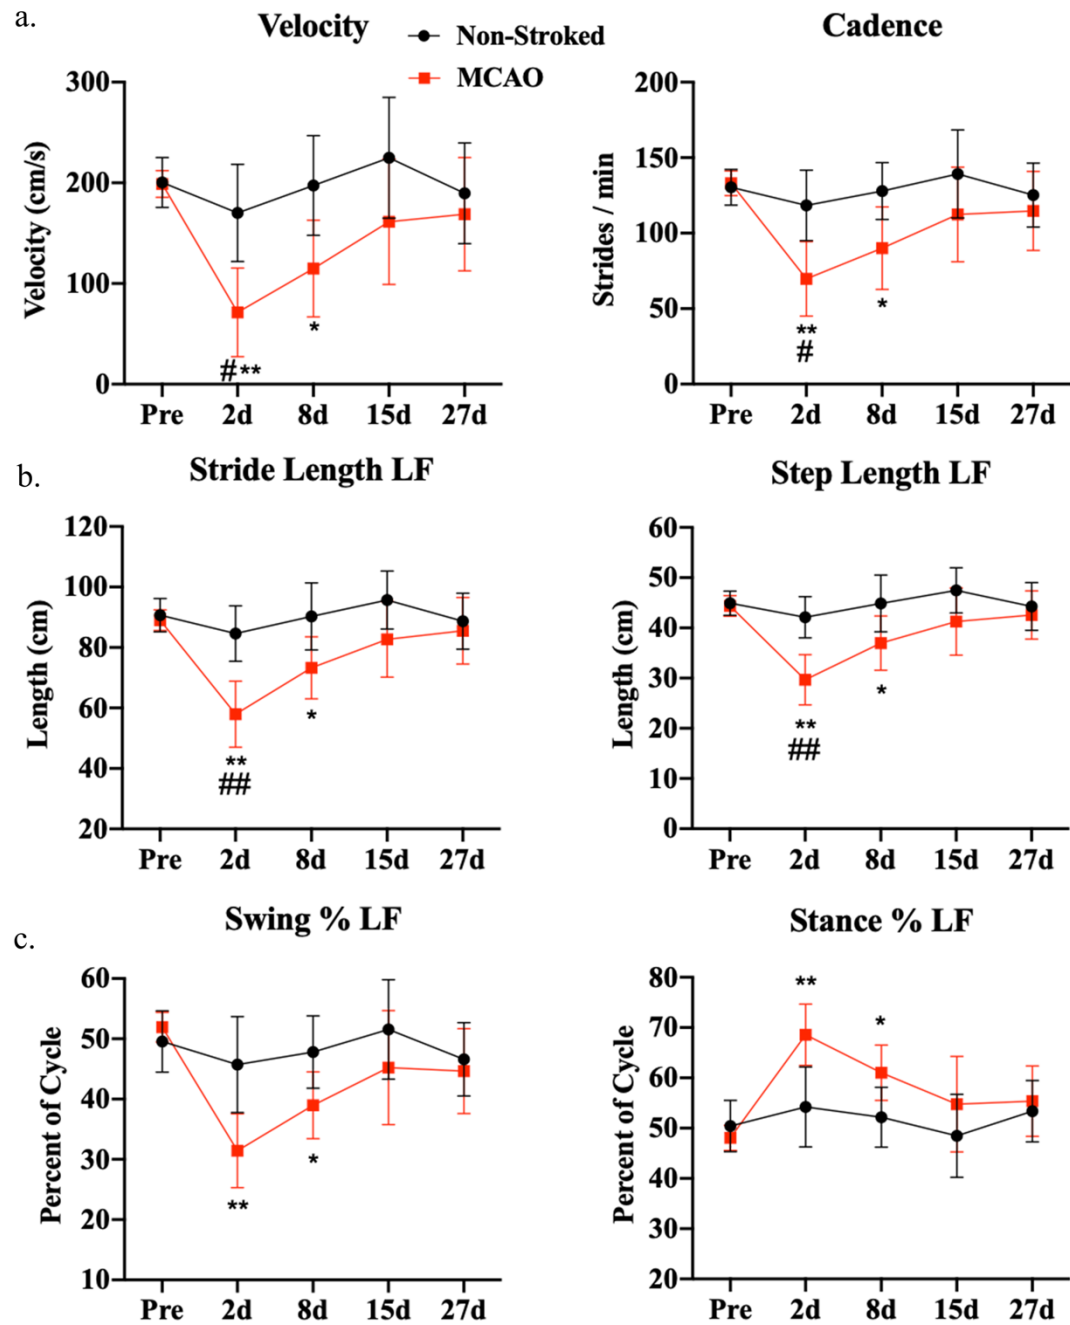 a.
Velocity
Non-Stroked
MCAO
Cadence
Velocity (cm/s)
300
200
100
0
# **
*
Pre 2d 8d 15d 27d
Strides / min
200
150
100
50
0
**
#
*
Pre 2d 8d 15d 27d
b.
Stride Length LF
Step Length LF
Length (cm)
120
100
80
60
40
20
**
##
*
Pre 2d 8d 15d 27d
Length (cm)
60
50
40
30
20
10
0
**
##
*
Pre 2d 8d 15d 27d
c.
Swing % LF
Stance % LF
Percent of Cycle
60
50
40
30
20
10
**
*
Pre 2d 8d 15d 27d
Percent of Cycle
80
70
60
50
40
30
20
**
*
Pre 2d 8d 15d 27d